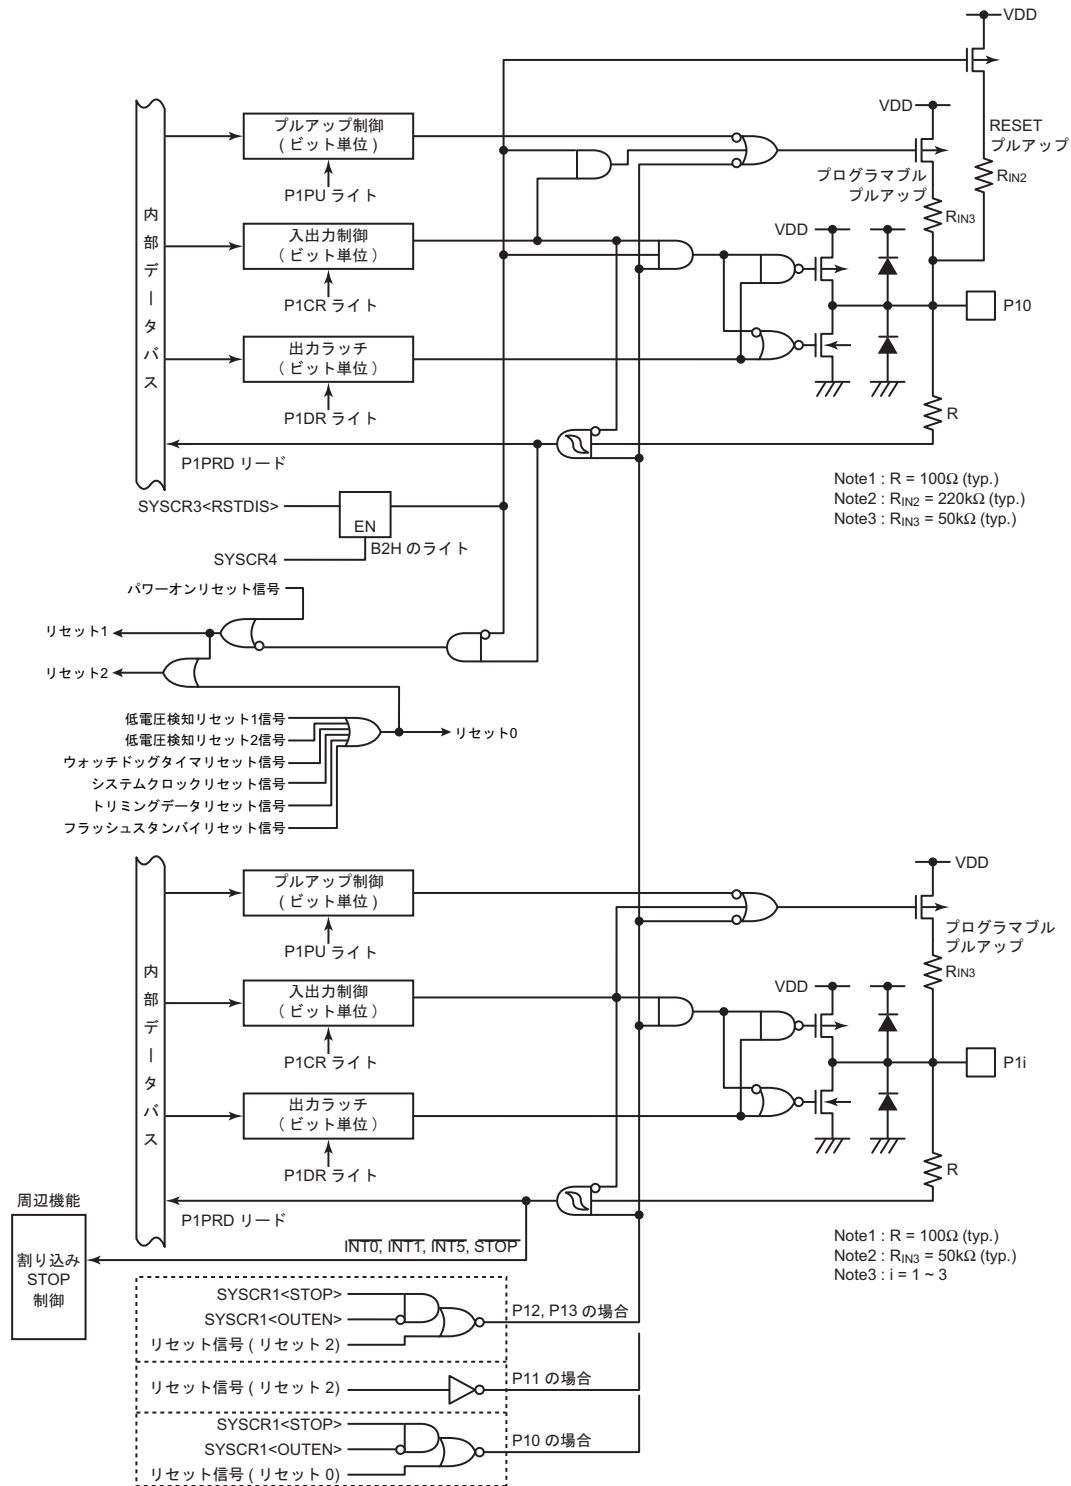 VDD
VDD
RESET
プルアップ
プルアップ制御
( ビット単位 )
P1PU ライト
プログラマブル
プルアップ
RIN2
RIN3
内部データバス
入出力制御
( ビット単位 )
P1CR ライト
VDD
P10
出力ラッチ
( ビット単位 )
P1DR ライト
R
P1PRD リード
Note1 : R = 100Ω (typ.)
Note2 : RIN2 = 220kΩ (typ.)
Note3 : RIN3 = 50kΩ (typ.)
SYSCR3<RSTDIS>
EN
B2H のライト
SYSCR4
パワーオンリセット信号
リセット1
リセット2
低電圧検知リセット1信号
低電圧検知リセット2信号
ウォッチドッグタイマリセット信号
システムクロックリセット信号
トリミングデータリセット信号
フラッシュスタンバイリセット信号
リセット0
VDD
プルアップ制御
( ビット単位 )
P1PU ライト
プログラマブル
プルアップ
RIN3
内部データバス
入出力制御
( ビット単位 )
P1CR ライト
VDD
P1i
出力ラッチ
( ビット単位 )
P1DR ライト
R
P1PRD リード
周辺機能
割り込み
STOP
制御
INT0, INT1, INT5, STOP
Note1 : R = 100Ω (typ.)
Note2 : RIN3 = 50kΩ (typ.)
Note3 : i = 1 ~ 3
SYSCR1<STOP>
SYSCR1<OUTEN>
リセット信号 ( リセット 2)
P12, P13 の場合
リセット信号 ( リセット 2)
P11 の場合
SYSCR1<STOP>
SYSCR1<OUTEN>
リセット信号 ( リセット 0)
P10 の場合